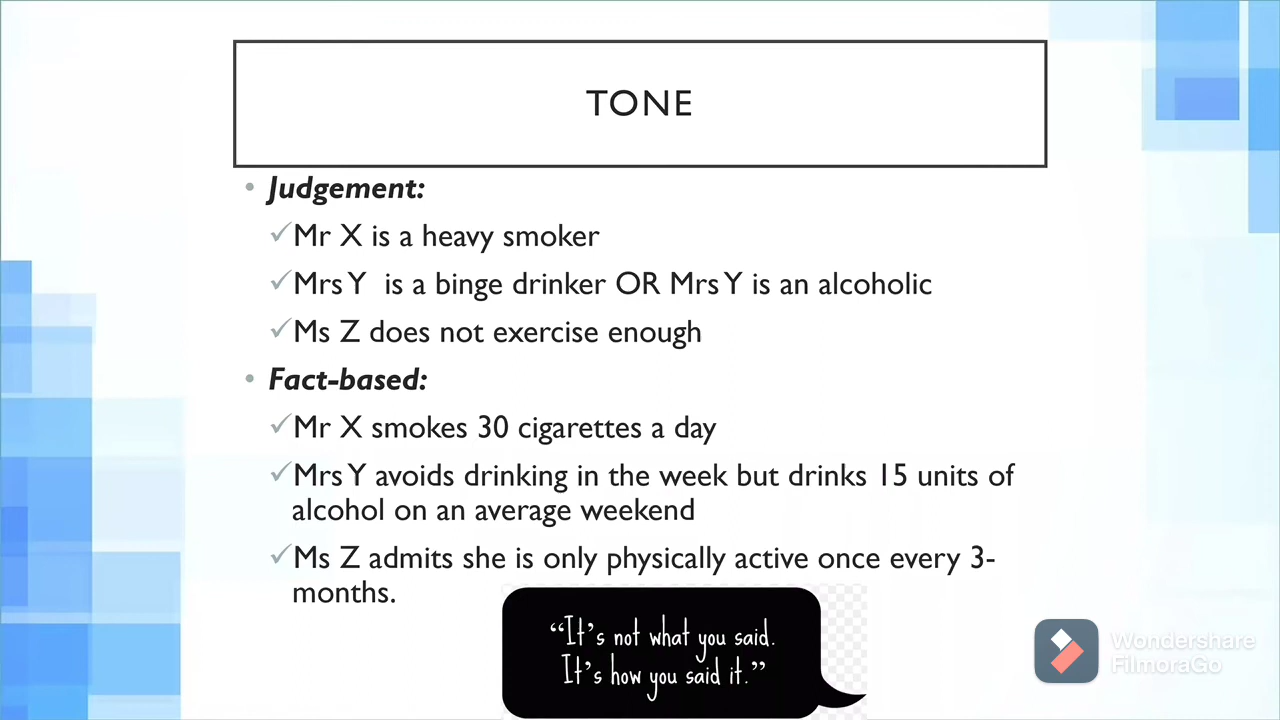 TONE
• Judgement:
✓Mr X is a heavy smoker
✓Mrs Y is a binge drinker OR Mrs Y is an alcoholic
✓Ms Z does not exercise enough
• Fact-based:
✓Mr X smokes 30 cigarettes a day
✓Mrs Y avoids drinking in the week but drinks 15 units of
alcohol on an average weekend
✓Ms Z admits she is only physically active once every 3-
months.
“It’s not what you said.
It’s how you said it.”
Wondershare
FilmoraGo